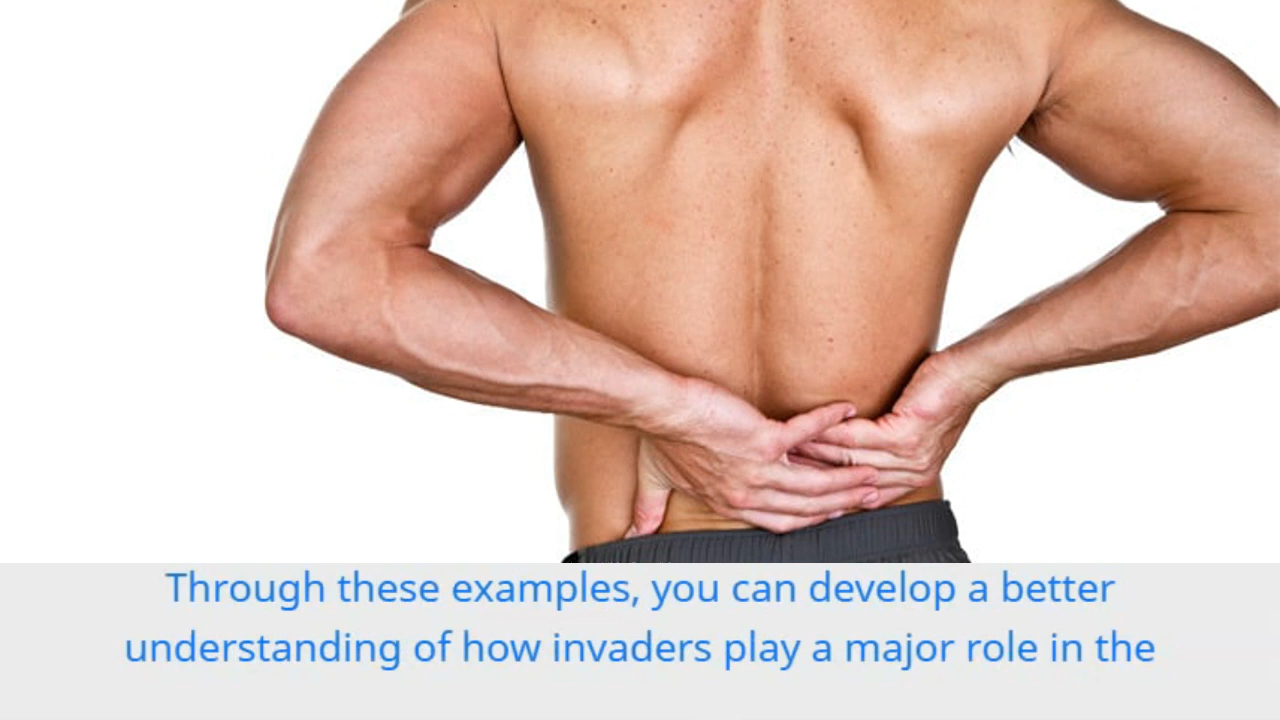 Through these examples, you can develop a better
understanding of how invaders play a major role in the